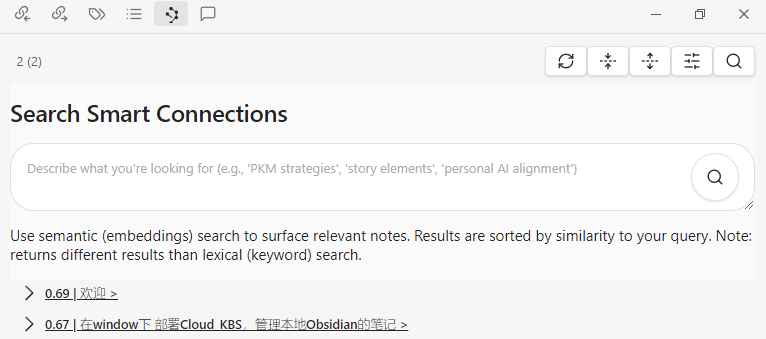 2 (2)
Search Smart Connections
Describe what you're looking for (e.g., 'PKM strategies', 'story elements', 'personal AI alignment')
Use semantic (embeddings) search to surface relevant notes. Results are sorted by similarity to your query. Note:
returns different results than lexical (keyword) search.
0.69 | 欢迎 >
0.67 | 在window下 部署Cloud KBS，管理本地Obsidian的笔记 >